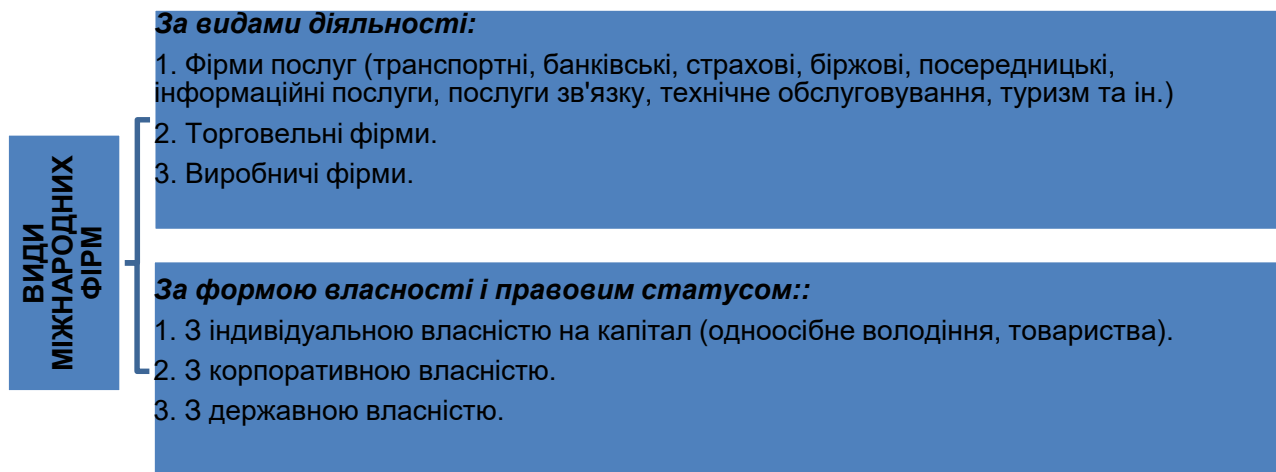 ВИДИ
МІЖНАРОДНИХ
ФІРМ
За видами діяльності:
1. Фірми послуг (транспортні, банківські, страхові, біржові, посередницькі,
інформаційні послуги, послуги зв'язку, технічне обслуговування, туризм та ін.)
2. Торговельні фірми.
3. Виробничі фірми.
За формою власності і правовим статусом::
1. З індивідуальною власністю на капітал (одноосібне володіння, товариства).
2. З корпоративною власністю.
3. З державною власністю.